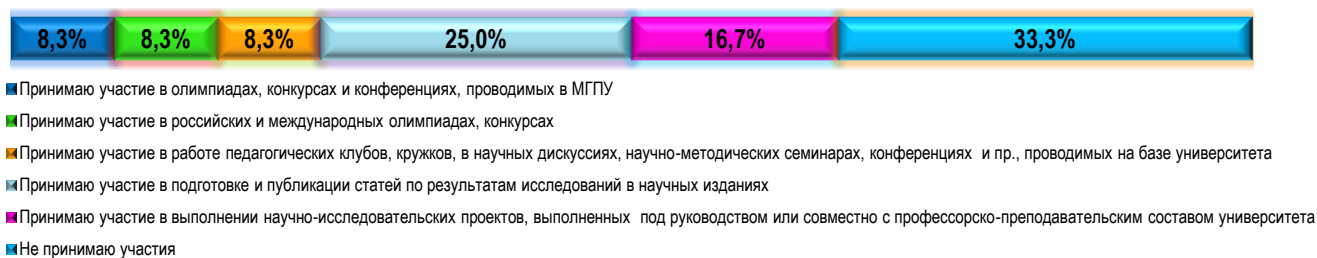 8,3% 8,3% 8,3% 25,0% 16,7% 33,3%
Принимаю участие в олимпиадах, конкурсах и конференциях, проводимых в МГПУ
Принимаю участие в российских и международных олимпиадах, конкурсах
Принимаю участие в работе педагогических клубов, кружков, в научных дискуссиях, научно-методических семинарах, конференциях и пр., проводимых на базе университета
Принимаю участие в подготовке и публикации статей по результатам исследований в научных изданиях
Принимаю участие в выполнении научно-исследовательских проектов, выполненных под руководством или совместно с профессорско-преподавательским составом университета
Не принимаю участия